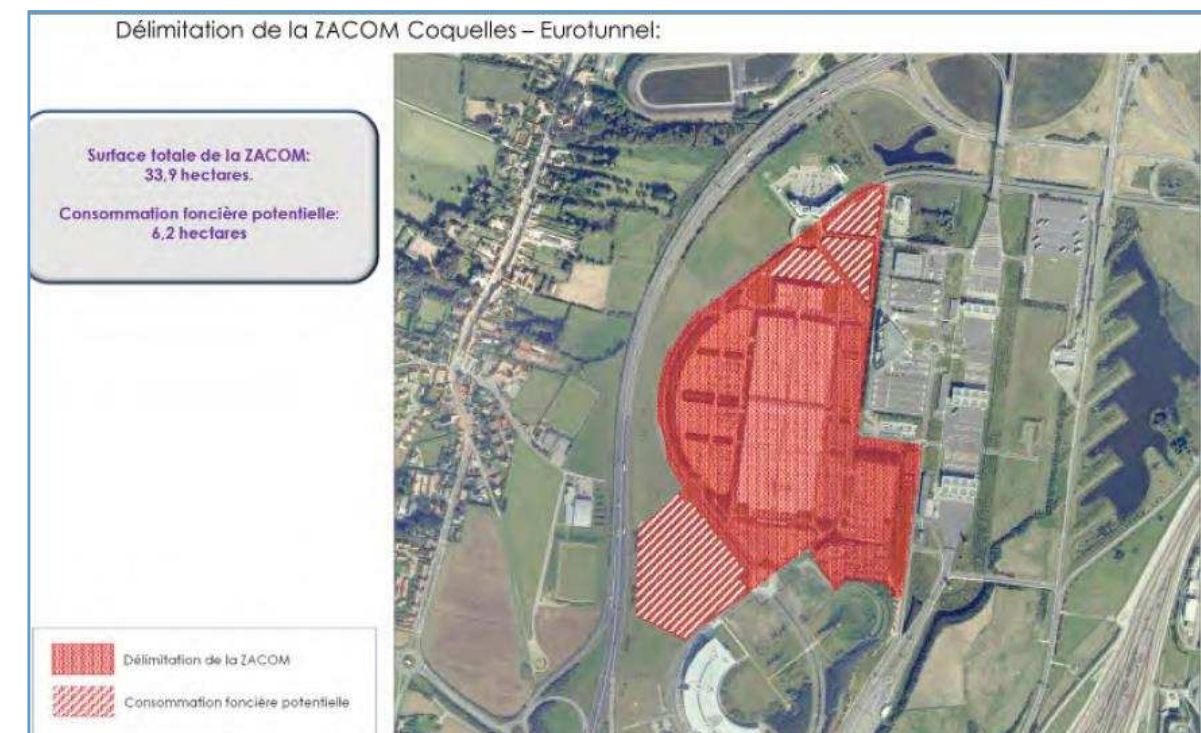 Délimitation de la ZACOM Coquelles – Eurotunnel:
Surface totale de la ZACOM:
33,9 hectares.
Consommation foncière potentielle:
6,2 hectares
Délimitation de la ZACOM
Consommation foncière potentielle